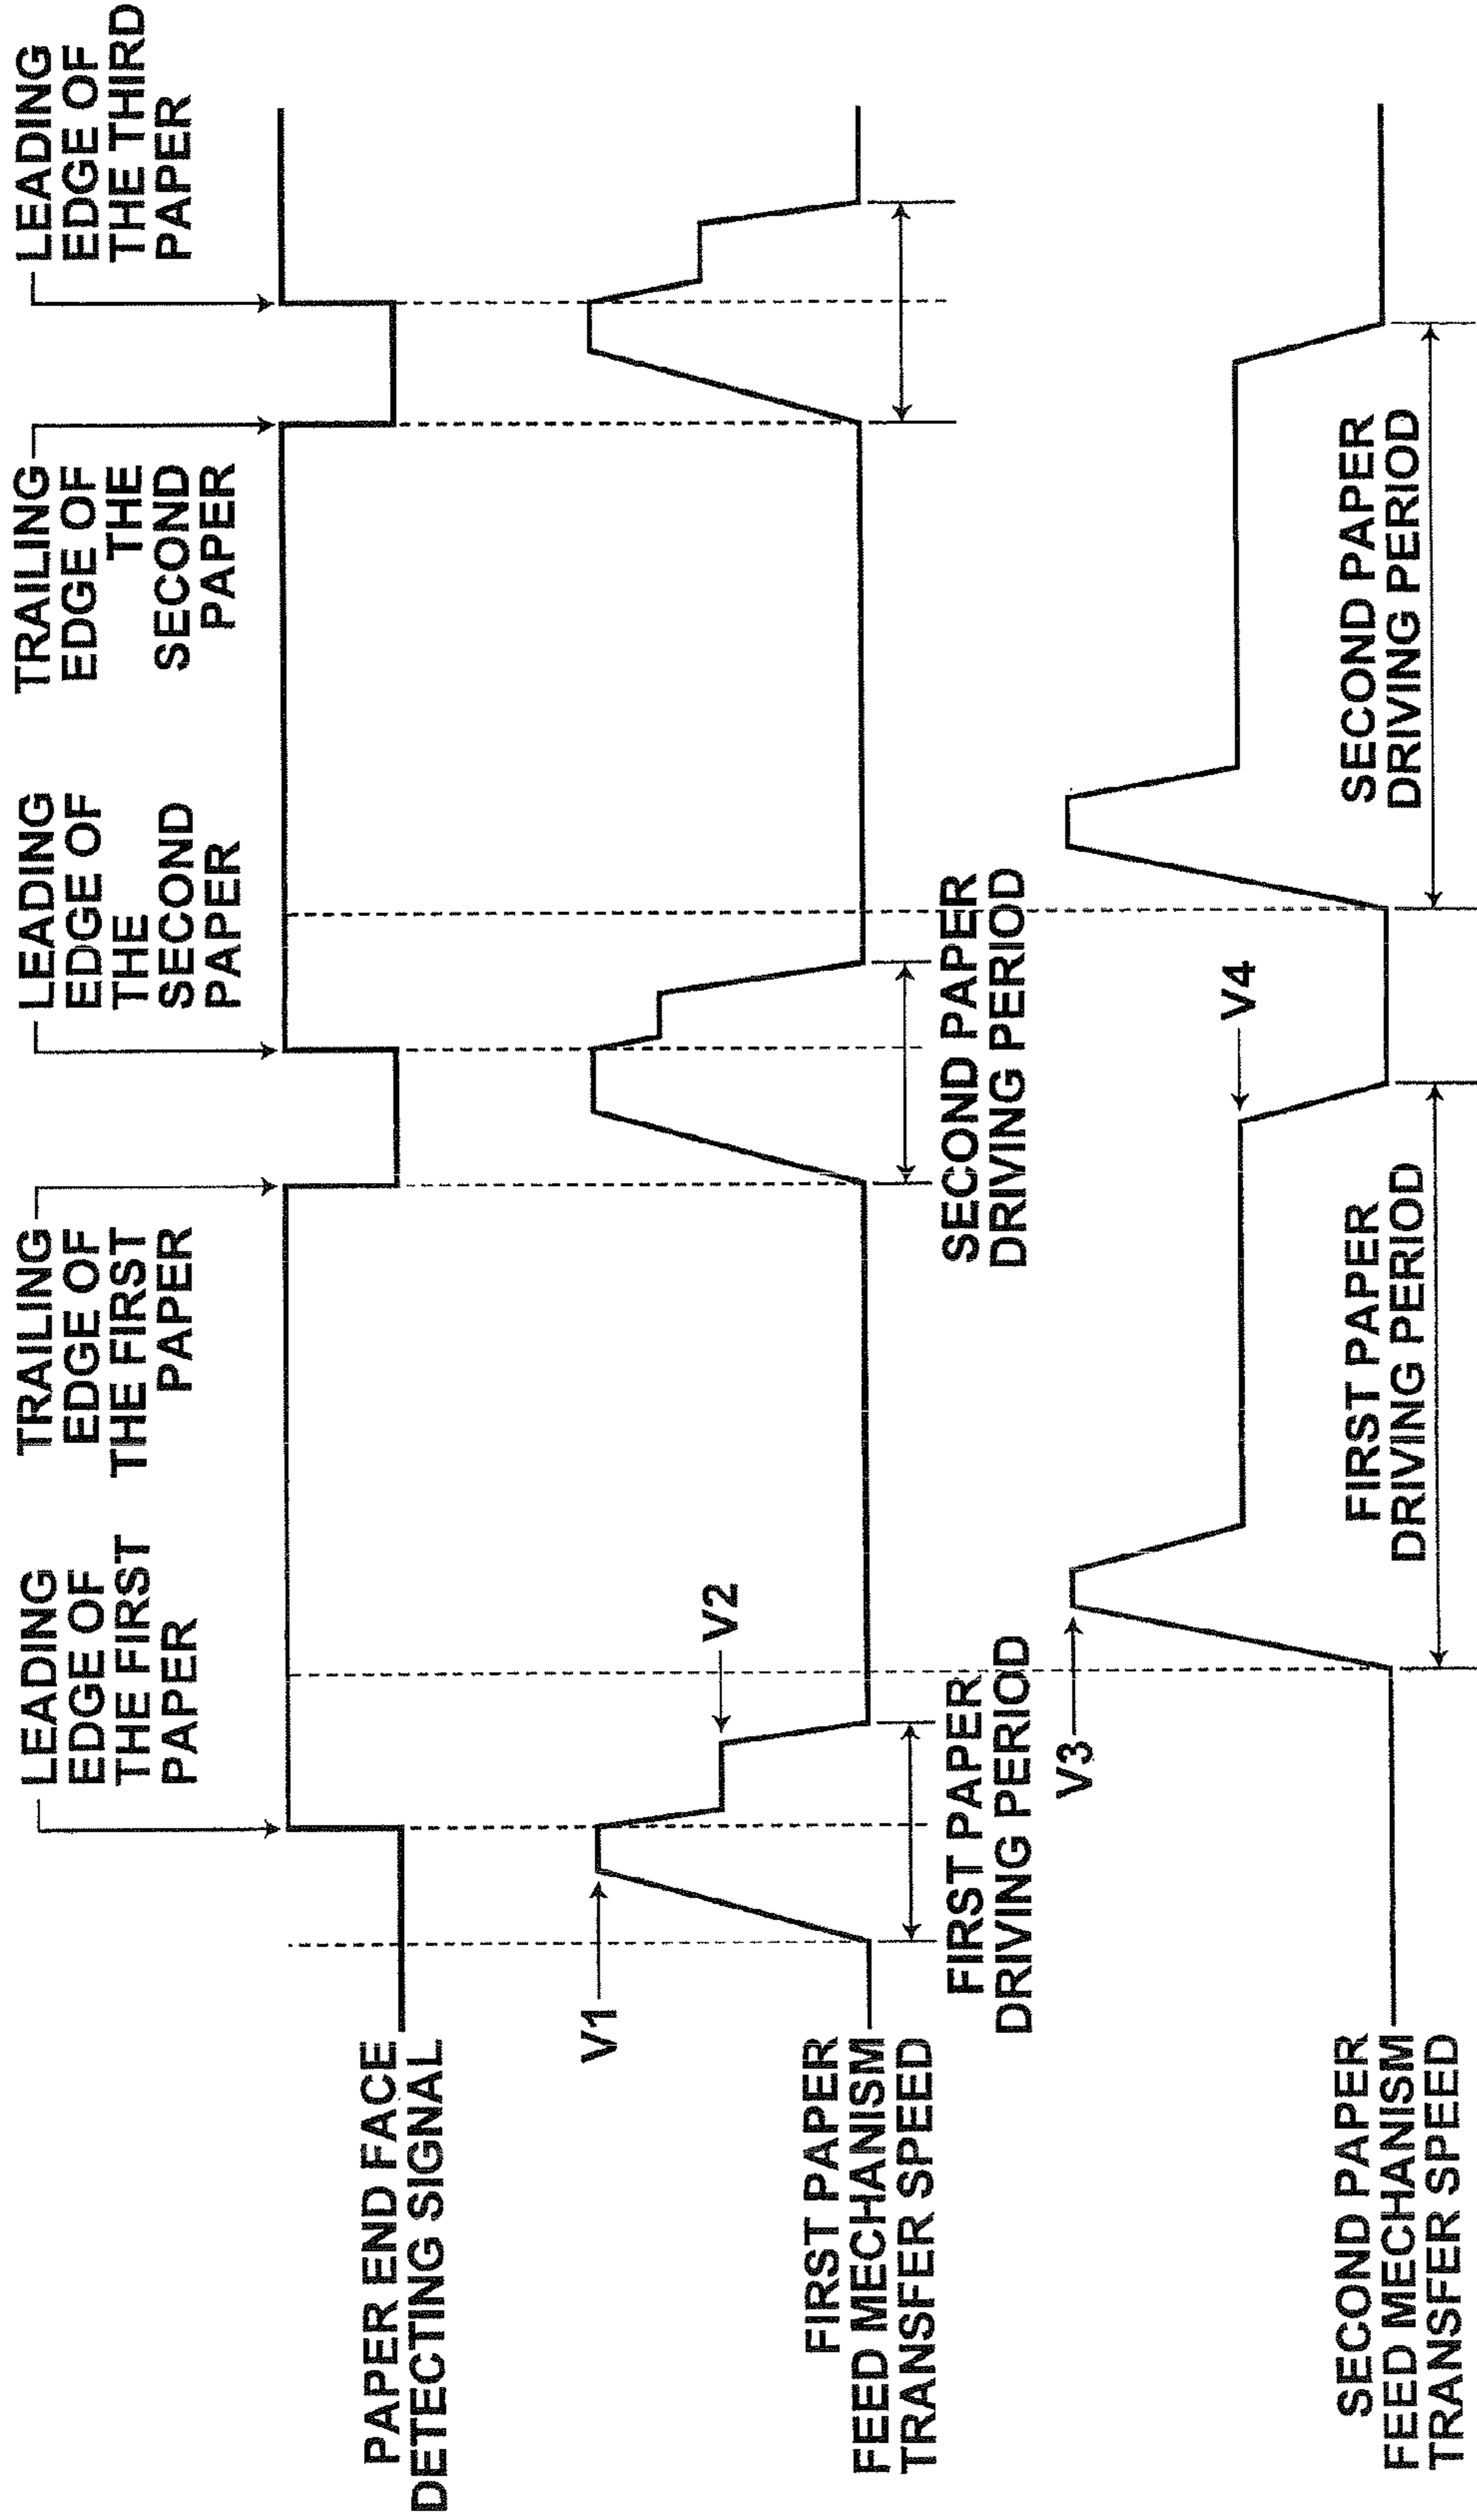 LEADING
EDGE OF
THE FIRST
PAPER
TRAILING
EDGE OF
THE FIRST
PAPER
LEADING
EDGE OF
THE
SECOND
PAPER
TRAILING
EDGE OF
THE
SECOND
PAPER
LEADING
EDGE OF
THE THIRD
PAPER
PAPER END FACE
DETECTING SIGNAL
V1
V2
FIRST PAPER
FEED MECHANISM
TRANSFER SPEED
FIRST PAPER
DRIVING PERIOD
SECOND PAPER
DRIVING PERIOD
V3
V4
SECOND PAPER
FEED MECHANISM
TRANSFER SPEED
FIRST PAPER
DRIVING PERIOD
SECOND PAPER
DRIVING PERIOD